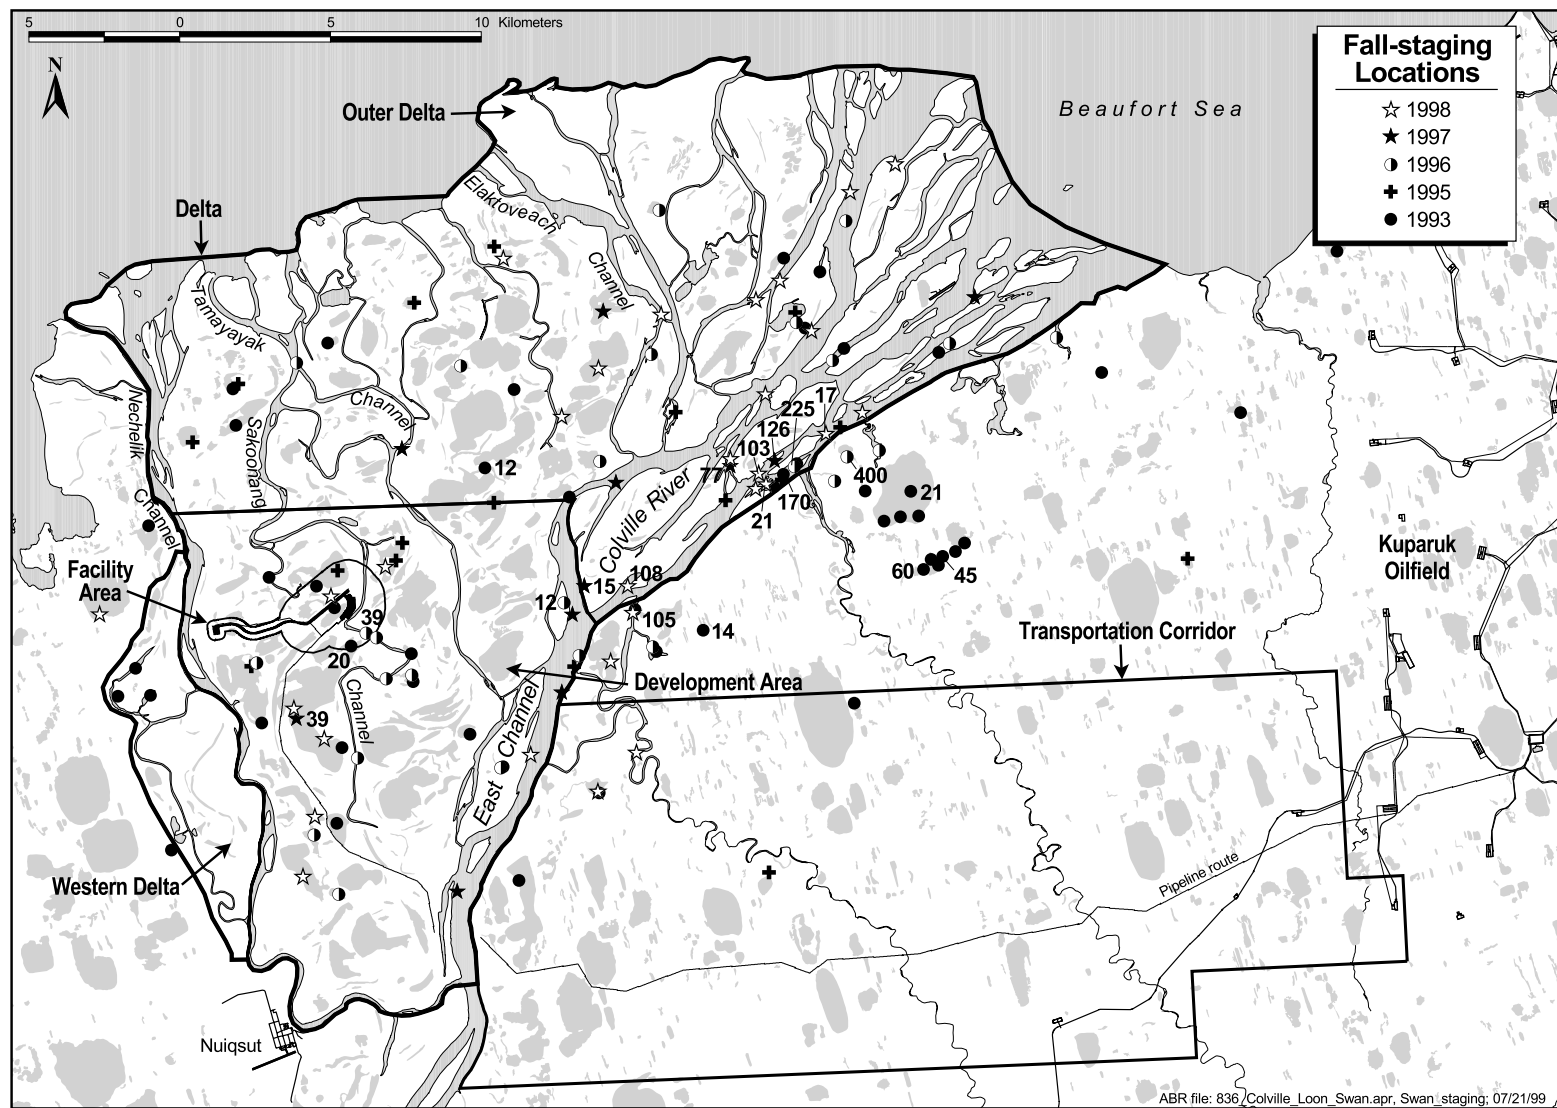 5 0 5 10 Kilometers
N
Fall-staging
Locations
1998
1997
1996
1995
1993
Beaufort Sea
Outer Delta
Delta
Elaktoveach
Channel
Tamayayak
Channel
Nechelik
Channel
Sakoonang
Channel
17
225
126
103
77
12
400
21
170
21
Colville River
60
45
Kuparuk
Oilfield
Facility
Area
15
108
12
105
39
14
20
Transportation Corridor
Development Area
39
East Channel
Western Delta
Pipeline route
Nuiqsut
ABR file: 836_Colville_Loon_Swan.apr, Swan_staging; 07/21/99